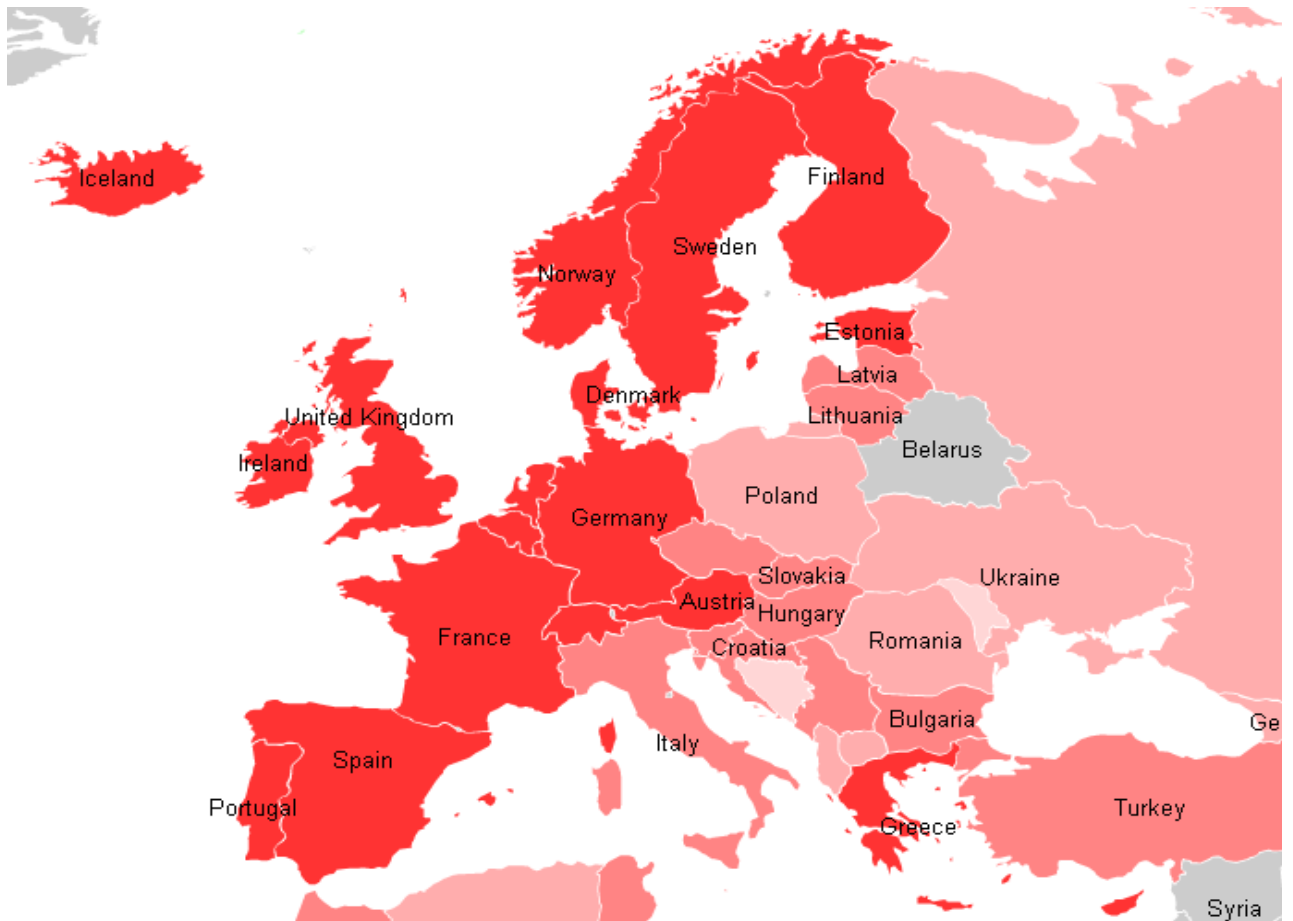 Iceland
Finland
Sweden
Norway
Estonia
Latvia
Denmark
Lithuania
United Kingdom
Belarus
Ireland
Poland
Germany
Slovakia
Ukraine
Austria
Hungary
France
Romania
Croatia
Bulgaria
Ge
Italy
Spain
Portugal
Turkey
Greece
Syria